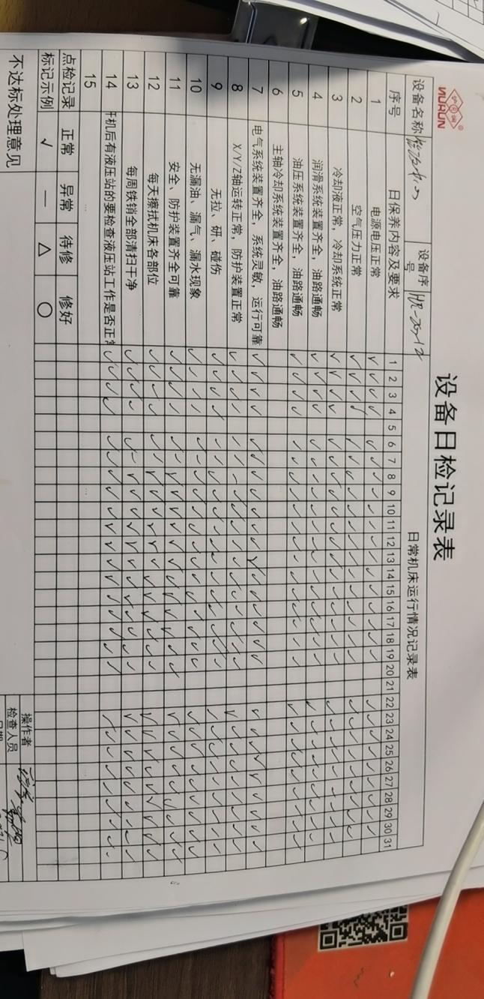 NURUN
设备日检记录表
设备名称
设备序号
日常机床运行情况记录表
序号 日保养内容及要求 1 2 3 4 5 6 7 8 9 10 11 12 13 14 15 16 17 18 19 20 21 22 23 24 25 26 27 28 29 30 31
1 电源电压正常
2 空气压力正常
3 冷却液正常，冷却系统正常
4 润滑系统装置齐全，油路通畅
5 油压系统装置齐全，油路通畅
6 主轴冷却系统装置齐全，油路通畅
7 电气系统装置齐全，系统灵敏，运行可靠
8 X/Y/Z轴运转正常，防护装置正常
9 无拉、研、碰伤
10 无漏油、漏气、漏水现象
11 安全、防护装置齐全可靠
12 每天擦拭机床各部位
13 每周铁销全部清扫干净
14 开机后有液压站的要检查液压站工作是否正常
15
点检记录 正常 异常 待修 修好
标记示例 √ — △ ○
不达标处理意见
操作者
检查人员
日期